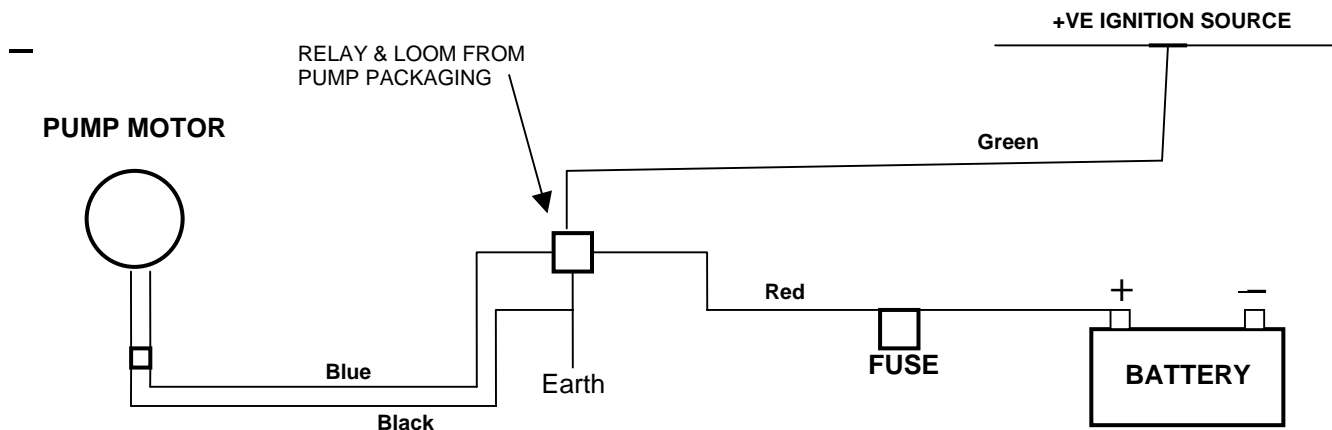 +VE IGNITION SOURCE
RELAY & LOOM FROM
PUMP PACKAGING
PUMP MOTOR
Green
Red
+ –
FUSE
BATTERY
Blue
Earth
Black